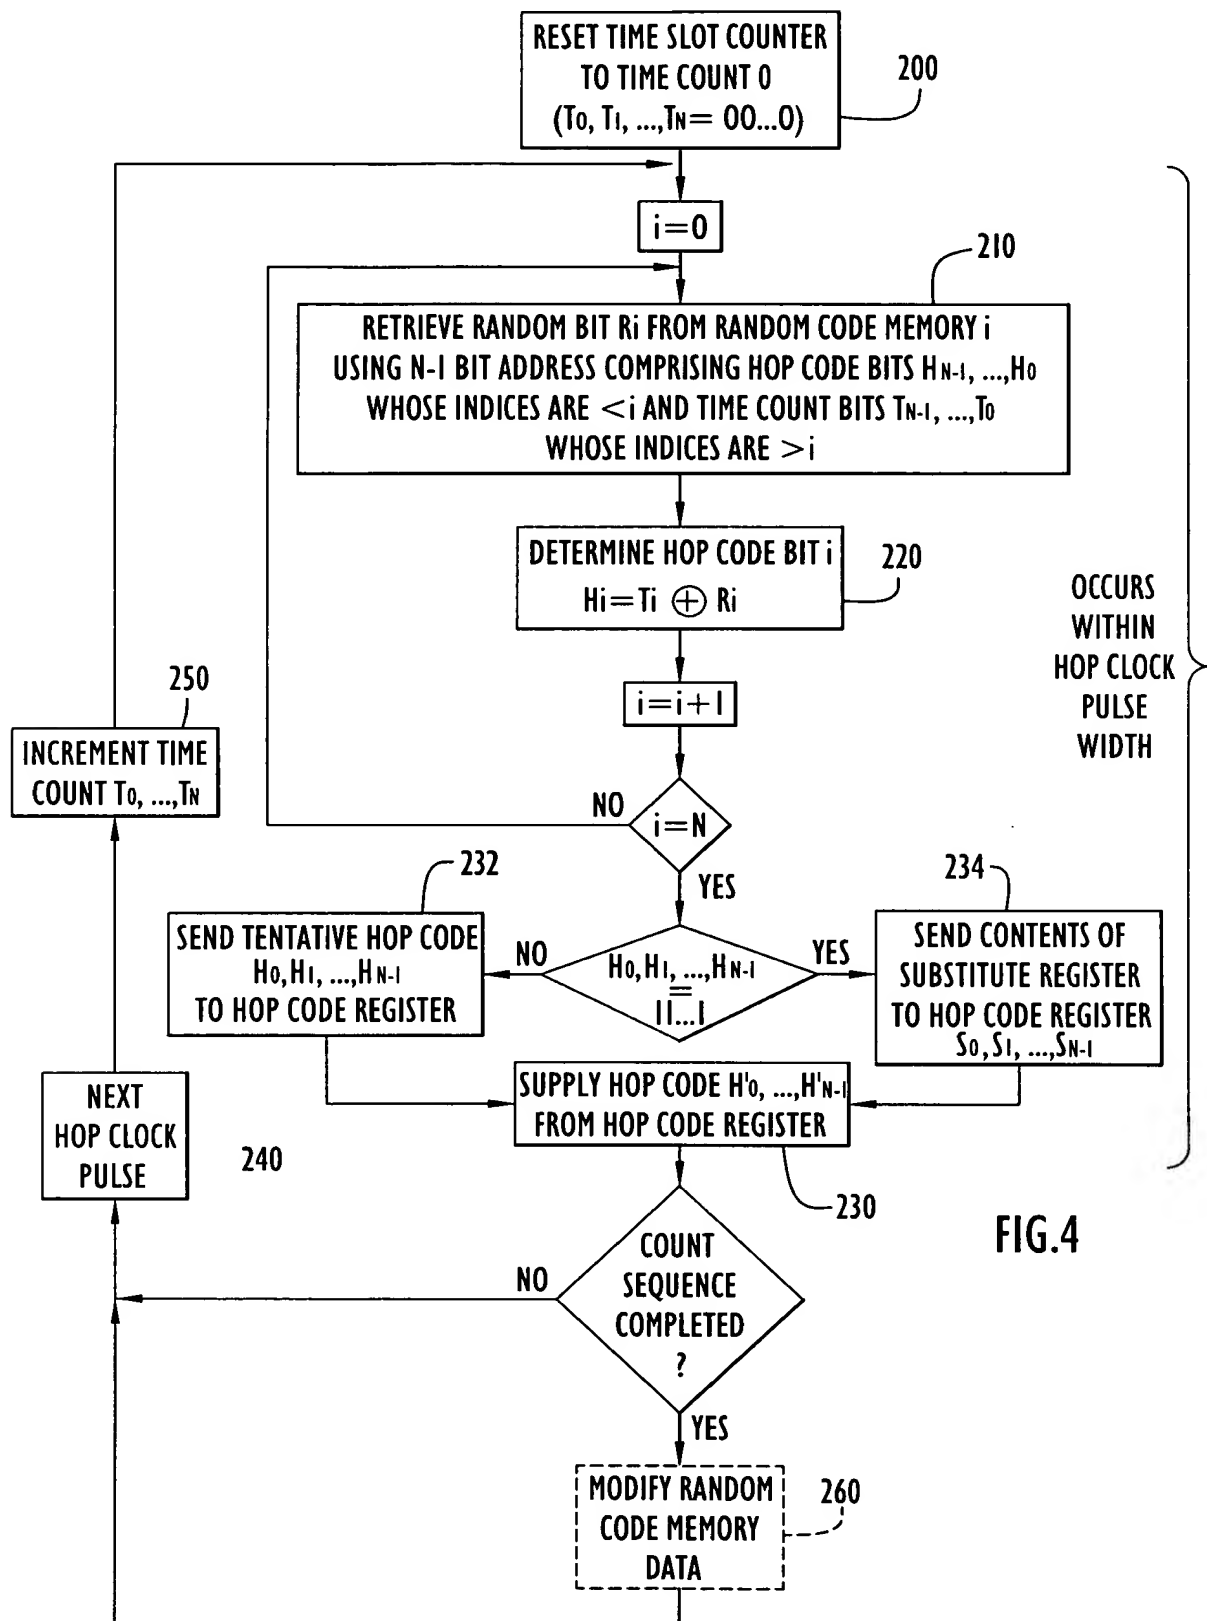 RESET TIME SLOT COUNTER
TO TIME COUNT 0
(T0, T1, ...,TN= 00...0)
200
i=0
210
RETRIEVE RANDOM BIT Ri FROM RANDOM CODE MEMORY i
USING N-1 BIT ADDRESS COMPRISING HOP CODE BITS HN-1, ...,H0
WHOSE INDICES ARE <i AND TIME COUNT BITS TN-1, ...,T0
WHOSE INDICES ARE >i
DETERMINE HOP CODE BIT i
Hi=Ti ⊕ Ri
220
OCCURS
WITHIN
HOP CLOCK
PULSE
WIDTH
i=i+1
250
INCREMENT TIME
COUNT T0, ...,TN
NO
i=N
YES
232
234
SEND TENTATIVE HOP CODE
H0,H1, ...,HN-1
TO HOP CODE REGISTER
NO
H0,H1, ...,HN-1
=
11...1
YES
SEND CONTENTS OF
SUBSTITUTE REGISTER
TO HOP CODE REGISTER
S0,S1, ...,SN-1
SUPPLY HOP CODE H'0, ...,H'N-1
FROM HOP CODE REGISTER
230
NEXT
HOP CLOCK
PULSE
240
FIG.4
COUNT
SEQUENCE
COMPLETED
?
NO
YES
MODIFY RANDOM
CODE MEMORY
DATA
260